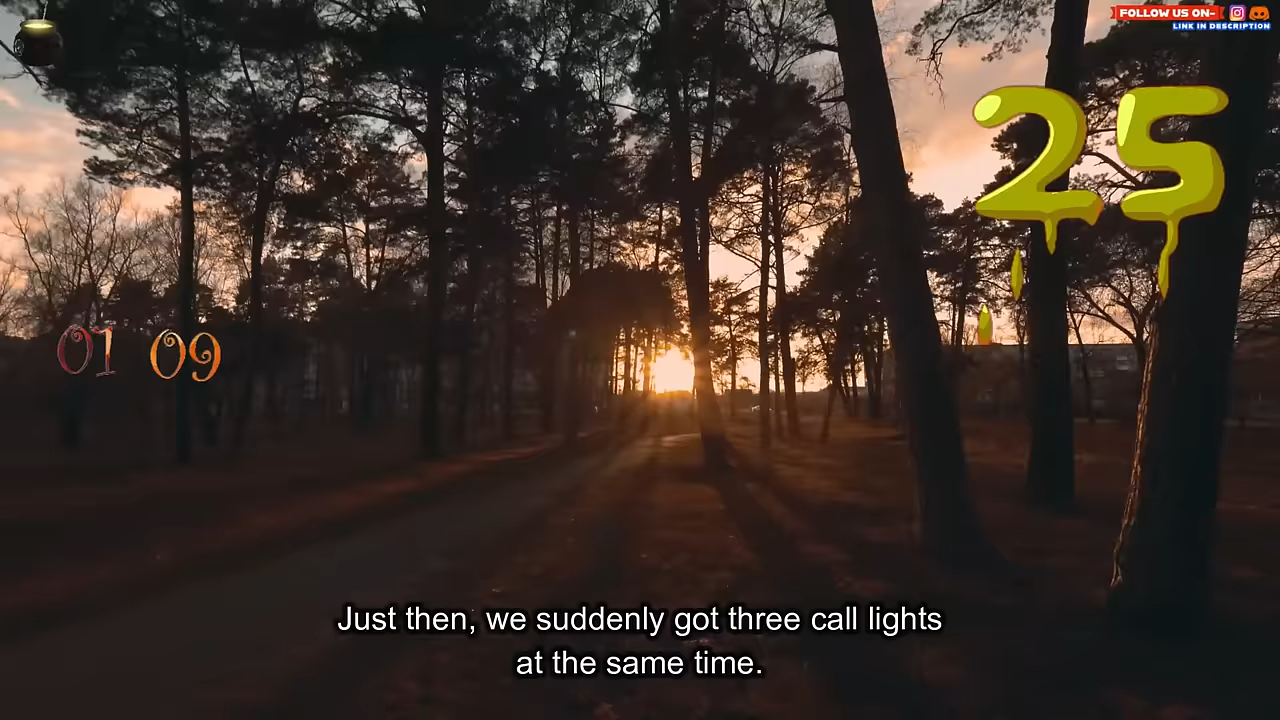 FOLLOW US ON-
LINK IN DESCRIPTION
25
01 09
Just then, we suddenly got three call lights
at the same time.